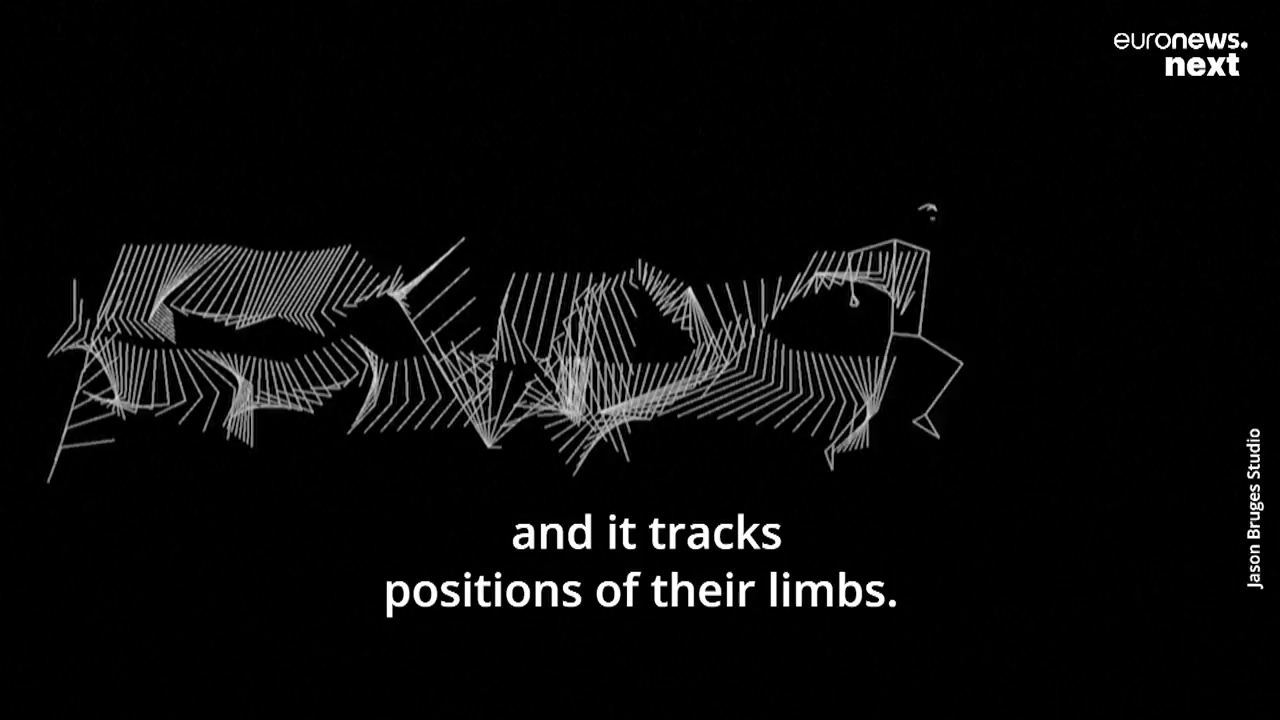 euronews.
next
and it tracks
positions of their limbs.
Jason Bruges Studio